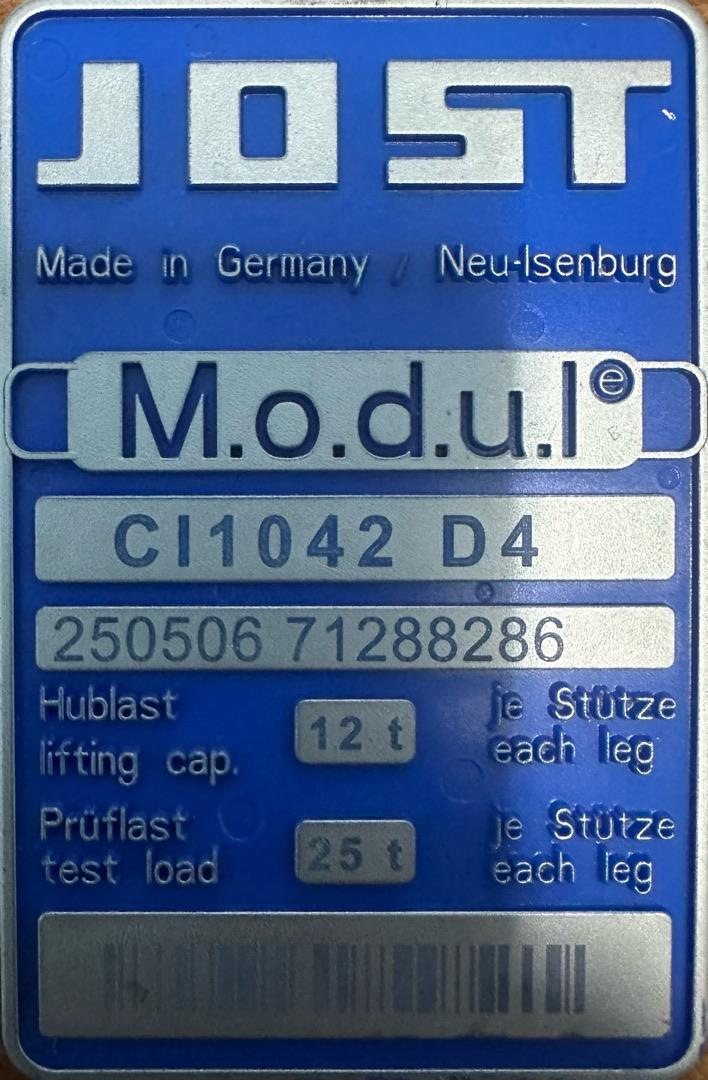 JOST
Made in Germany / Neu-Isenburg
M.o.d.u.l e
CI1042 D4
250506 71288286
Hublast 12 t je Stütze
lifting cap. each leg
Prüflast 25 t je Stütze
test load each leg